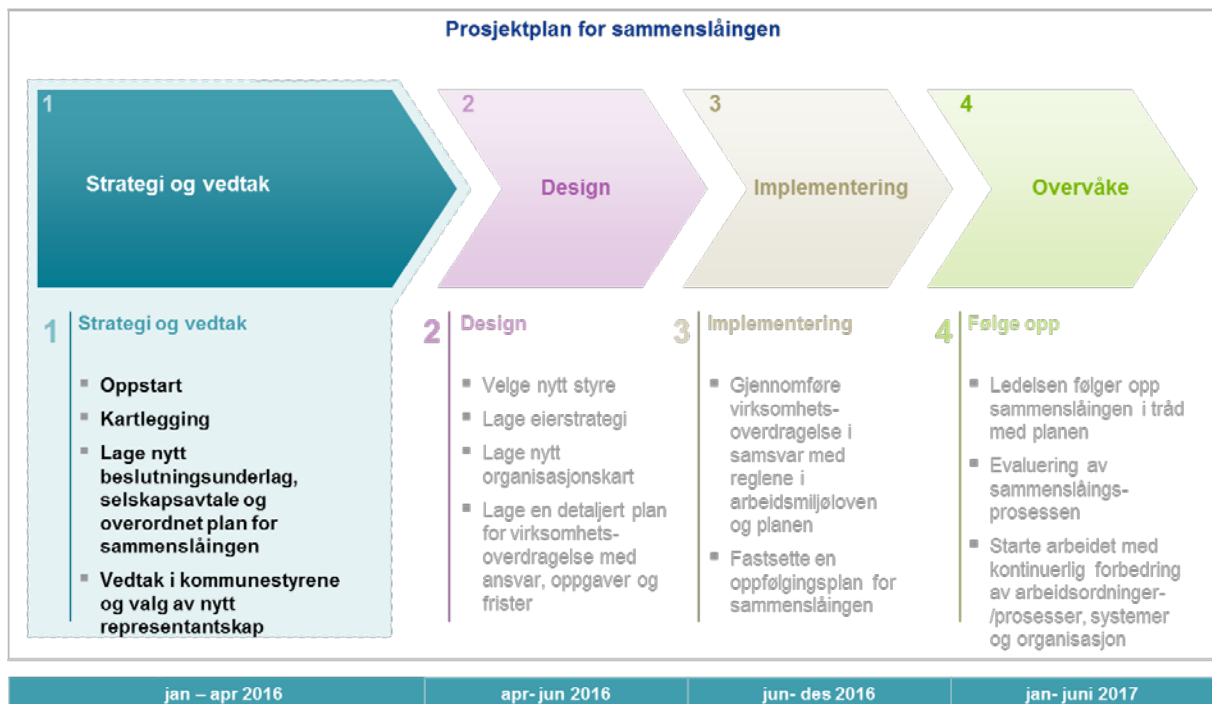 Prosjektplan for sammenslåingen
1
Strategi og vedtak
2
Design
3
Implementering
4
Overvåke
1
Strategi og vedtak
Oppstart
Kartlegging
Lage nytt
beslutningsunderlag,
selskapsavtale og
overordnet plan for
sammenslåingen
Vedtak i kommunestyrene
og valg av nytt
representantskap
2
Design
Velge nytt styre
Lage eierstrategi
Lage nytt
organisasjonskart
Lage en detaljert plan
for virksomhets-
overdragelse med
ansvar, oppgaver og
frister
3
Implementering
Gjennomføre
virksomhets-
overdragelse i
samsvar med
reglene i
arbeidsmiljøloven
og planen
Fastsette en
oppfølgingsplan for
sammenslåingen
4
Følge opp
Ledelsen følger opp
sammenslåingen i tråd
med planen
Evaluering av
sammenslåings-
prosessen
Starte arbeidet med
kontinuerlig forbedring
av arbeidsordninger-
/prosesser, systemer
og organisasjon
jan – apr 2016
apr- jun 2016
jun- des 2016
jan- juni 2017